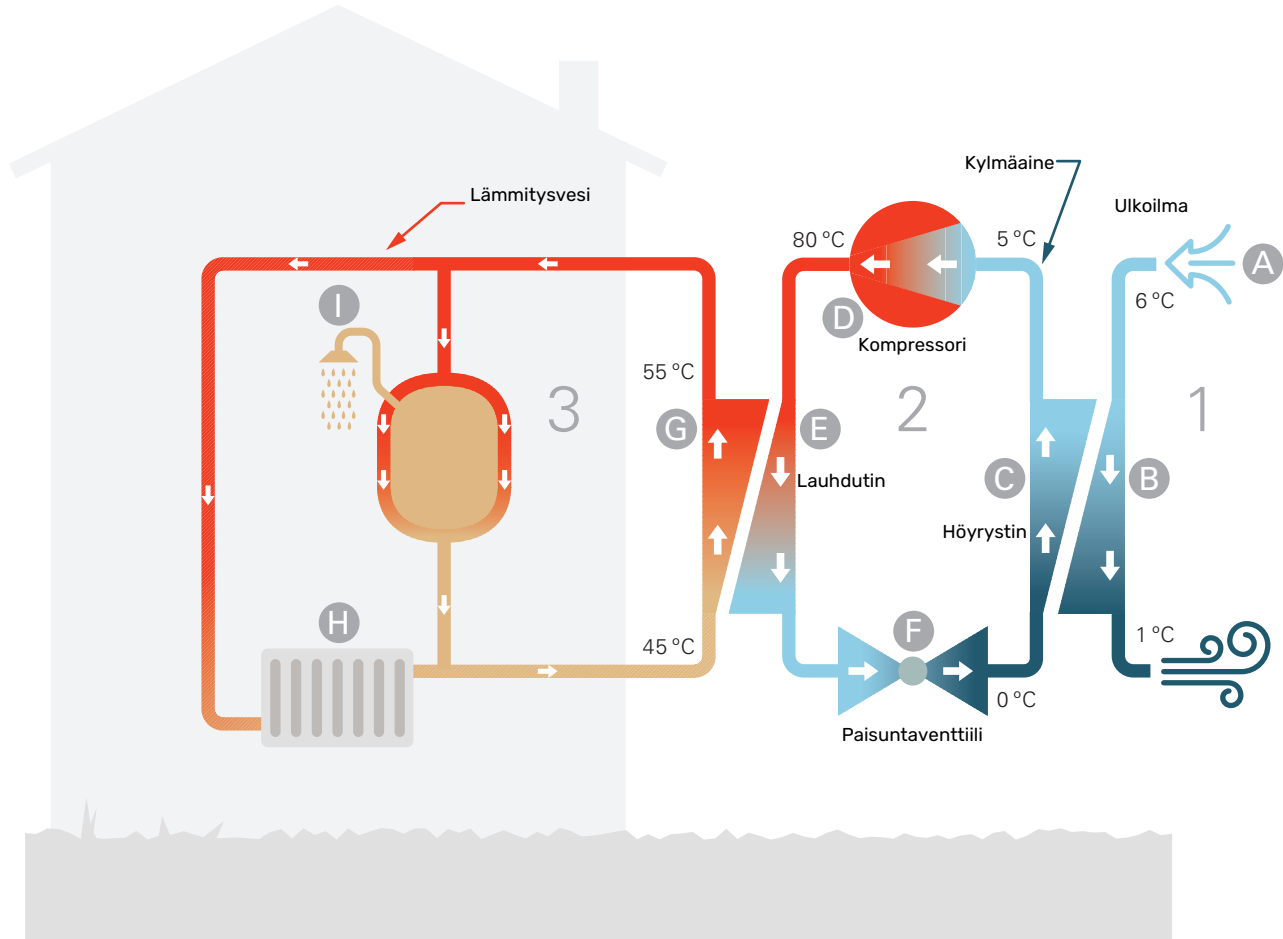 Kylmäaine
Lämmitysvesi
Ulkoilma
80 °C
5 °C
A
6 °C
I
D
Kompressori
55 °C
3
2
1
G
E
Lauhdutin
C
B
Höyrystin
H
F
45 °C
1 °C
0 °C
Paisuntaventtiili